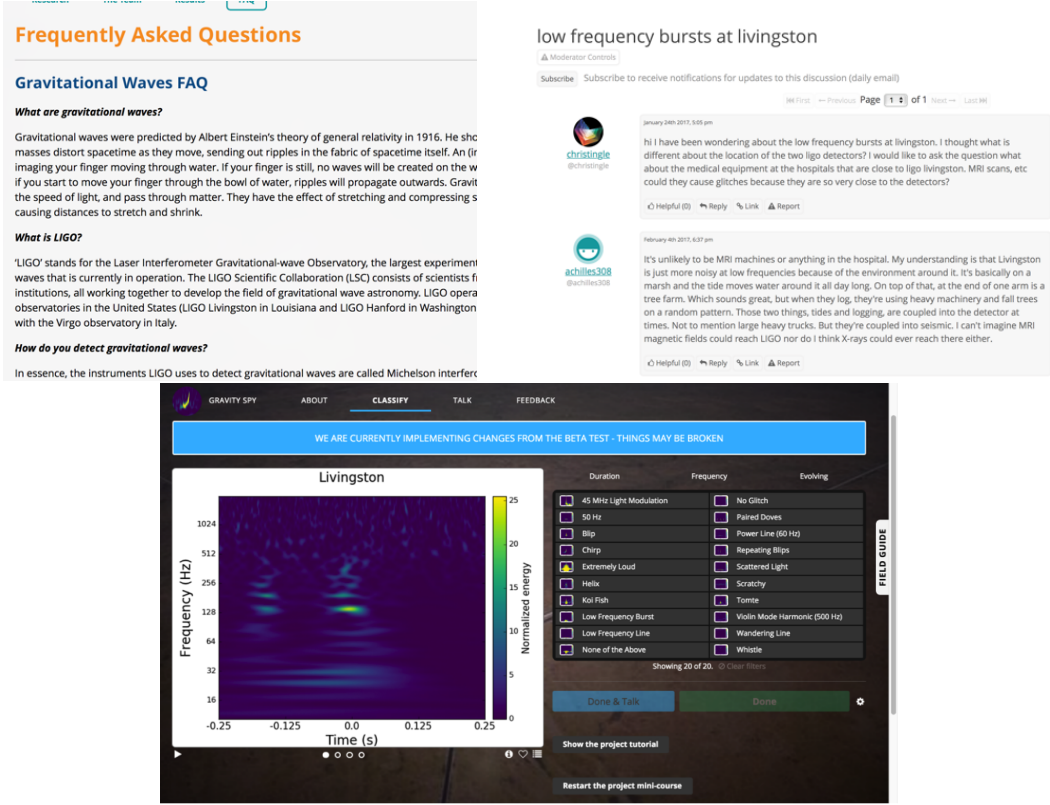 FAQ
Frequently Asked Questions
Gravitational Waves FAQ
What are gravitational waves?
Gravitational waves were predicted by Albert Einstein's theory of general relativity in 1916. He sho
masses distort spacetime as they move, sending out ripples in the fabric of spacetime itself. An (i
imaging your finger moving through water. If your finger is still, no waves will be created on the w
if you start to move your finger through the bowl of water, ripples will propagate outwards. Gravit
the speed of light, and pass through matter. They have the effect of stretching and compressing s
causing distances to stretch and shrink.
What is LIGO?
'LIGO' stands for the Laser Interferometer Gravitational-wave Observatory, the largest experiment
waves that is currently in operation. The LIGO Scientific Collaboration (LSC) consists of scientists f
institutions, all working together to develop the field of gravitational wave astronomy. LIGO opera
observatories in the United States (LIGO Livingston in Louisiana and LIGO Hanford in Washington
with the Virgo observatory in Italy.
How do you detect gravitational waves?
In essence, the instruments LIGO uses to detect gravitational waves are called Michelson interfero
low frequency bursts at livingston
Moderator Controls
Subscribe Subscribe to receive notifications for updates to this discussion (daily email)
First Previous Page 1 of 1 Next Last
christingle
@christingle
January 24th 2017, 5:05 pm
hi I have been wondering about the low frequency bursts at livingston. I thought what is
different about the location of the two ligo detectors? I would like to ask the question what
about the medical equipment at the hospitals that are close to ligo livingston. MRI scans, etc
could they cause glitches because they are so very close to the detectors?
Helpful (0) Reply Link Report
achilles308
@achilles308
February 4th 2017, 6:37 pm
It's unlikely to be MRI machines or anything in the hospital. My understanding is that Livingston
is just more noisy at low frequencies because of the environment around it. It's basically on a
marsh and the tide moves water around it all day long. On top of that, at the end of one arm is a
tree farm. Which sounds great, but when they log, they're using heavy machinery and fall trees
on a random pattern. Those two things, tides and logging, are coupled into the detector at
times. Not to mention large heavy trucks. But they're coupled into seismic. I can't imagine MRI
magnetic fields could reach LIGO nor do I think X-rays could ever reach there either.
Helpful (0) Reply Link Report
GRAVITY SPY ABOUT CLASSIFY TALK FEEDBACK
WE ARE CURRENTLY IMPLEMENTING CHANGES FROM THE BETA TEST - THINGS MAY BE BROKEN
Livingston
Frequency (Hz)
1024
512
256
128
64
32
16
-0.25 -0.125 0.0 0.125 0.25
Time (s)
25
20
15
10
5
0
Normalized energy
Duration Frequency Evolving
45 MHz Light Modulation No Glitch
50 Hz Paired Doves
Blip Power Line (60 Hz)
Chirp Repeating Blips
Extremely Loud Scattered Light
Helix Scratchy
Koi Fish Tomte
Low Frequency Burst Violin Mode Harmonic (500 Hz)
Low Frequency Line Wandering Line
None of the Above Whistle
Showing 20 of 20. Clear filters
Done & Talk Done
Show the project tutorial
Restart the project mini-course
FIELD GUIDE